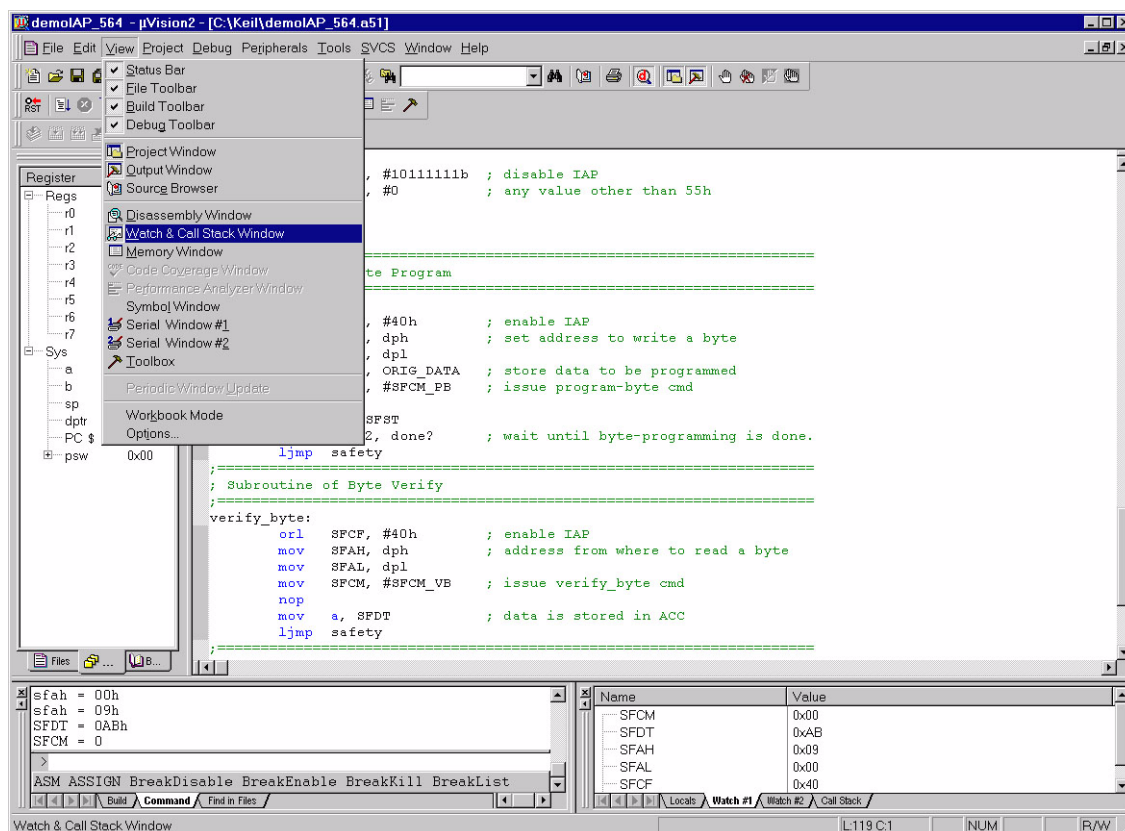 demoIAP_564 - µVision2 - [C:\Keil\demoIAP_564.a51]
File Edit View Project Debug Peripherals Tools SVCS Window Help
RST
Status Bar
File Toolbar
Build Toolbar
Debug Toolbar
Project Window
Output Window
Source Browser
Disassembly Window
Watch & Call Stack Window
Memory Window
Code Coverage Window
Performance Analyzer Window
Symbol Window
Serial Window #1
Serial Window #2
Toolbox
Periodic Window Update
Workbook Mode
Options...
Register
Regs
r0
r1
r2
r3
r4
r5
r6
r7
Sys
a
b
sp
dptr
PC $
psw 0x00
Files ... B...
, #10111111b ; disable IAP
, #0 ; any value other than 55h
=================================================
te Program
=================================================
, #40h ; enable IAP
, dph ; set address to write a byte
, dpl
, ORIG_DATA ; store data to be programmed
, #SFCM_PB ; issue program-byte cmd
SFST
2, done? ; wait until byte-programming is done.
ljmp safety
;================================================================
; Subroutine of Byte Verify
;================================================================
verify_byte:
orl SFCF, #40h ; enable IAP
mov SFAH, dph ; address from where to read a byte
mov SFAL, dpl
mov SFCM, #SFCM_VB ; issue verify_byte cmd
nop
mov a, SFDT ; data is stored in ACC
ljmp safety
;================================================================
sfah = 00h
sfah = 09h
SFDT = 0ABh
SFCM = 0
>
ASM ASSIGN BreakDisable BreakEnable BreakKill BreakList
Build Command Find in Files
Name Value
SFCM 0x00
SFDT 0xAB
SFAH 0x09
SFAL 0x00
SFCF 0x40
Locals Watch #1 Watch #2 Call Stack
Watch & Call Stack Window L:119 C:1 NUM R/W